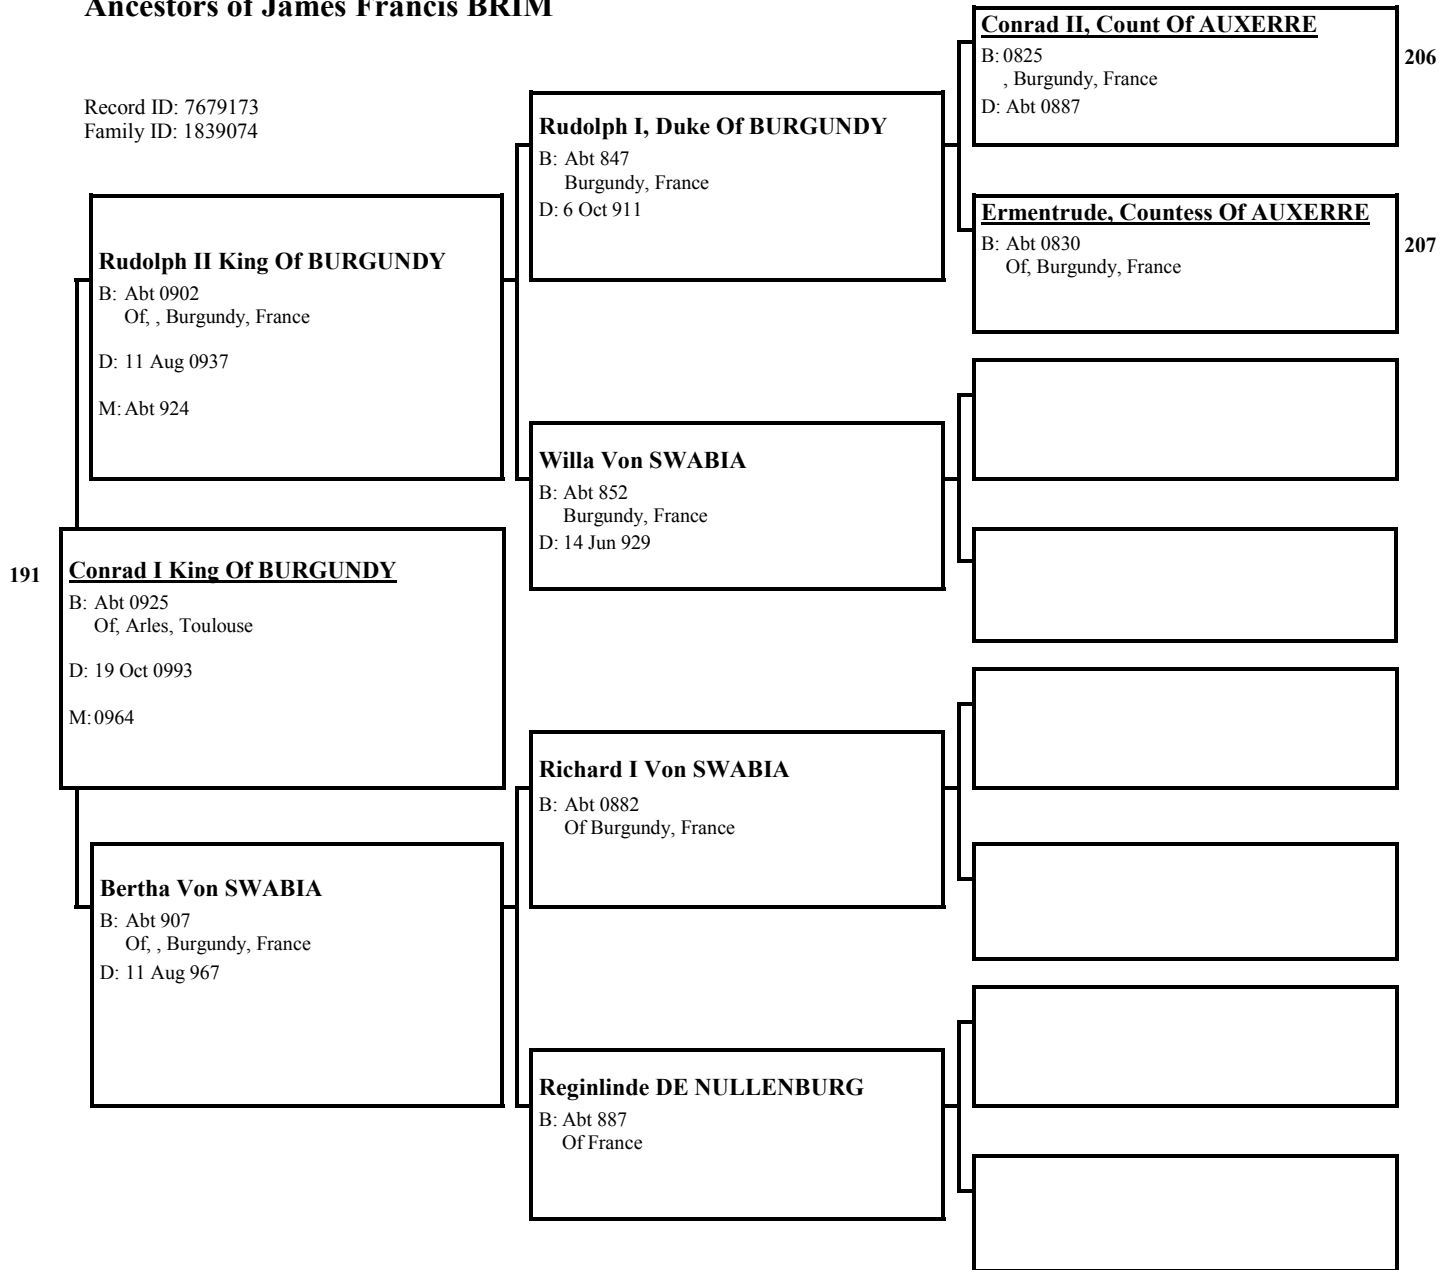 Ancestors of James Francis BRIM
Record ID: 7679173
Family ID: 1839074
Conrad II, Count Of AUXERRE
B: 0825
, Burgundy, France
D: Abt 0887
206
Rudolph I, Duke Of BURGUNDY
B: Abt 847
Burgundy, France
D: 6 Oct 911
Ermentrude, Countess Of AUXERRE
B: Abt 0830
Of, Burgundy, France
207
Rudolph II King Of BURGUNDY
B: Abt 0902
Of, , Burgundy, France
D: 11 Aug 0937
M: Abt 924
Willa Von SWABIA
B: Abt 852
Burgundy, France
D: 14 Jun 929
191
Conrad I King Of BURGUNDY
B: Abt 0925
Of, Arles, Toulouse
D: 19 Oct 0993
M: 0964
Richard I Von SWABIA
B: Abt 0882
Of Burgundy, France
Bertha Von SWABIA
B: Abt 907
Of, , Burgundy, France
D: 11 Aug 967
Reginlinde DE NULLENBURG
B: Abt 887
Of France